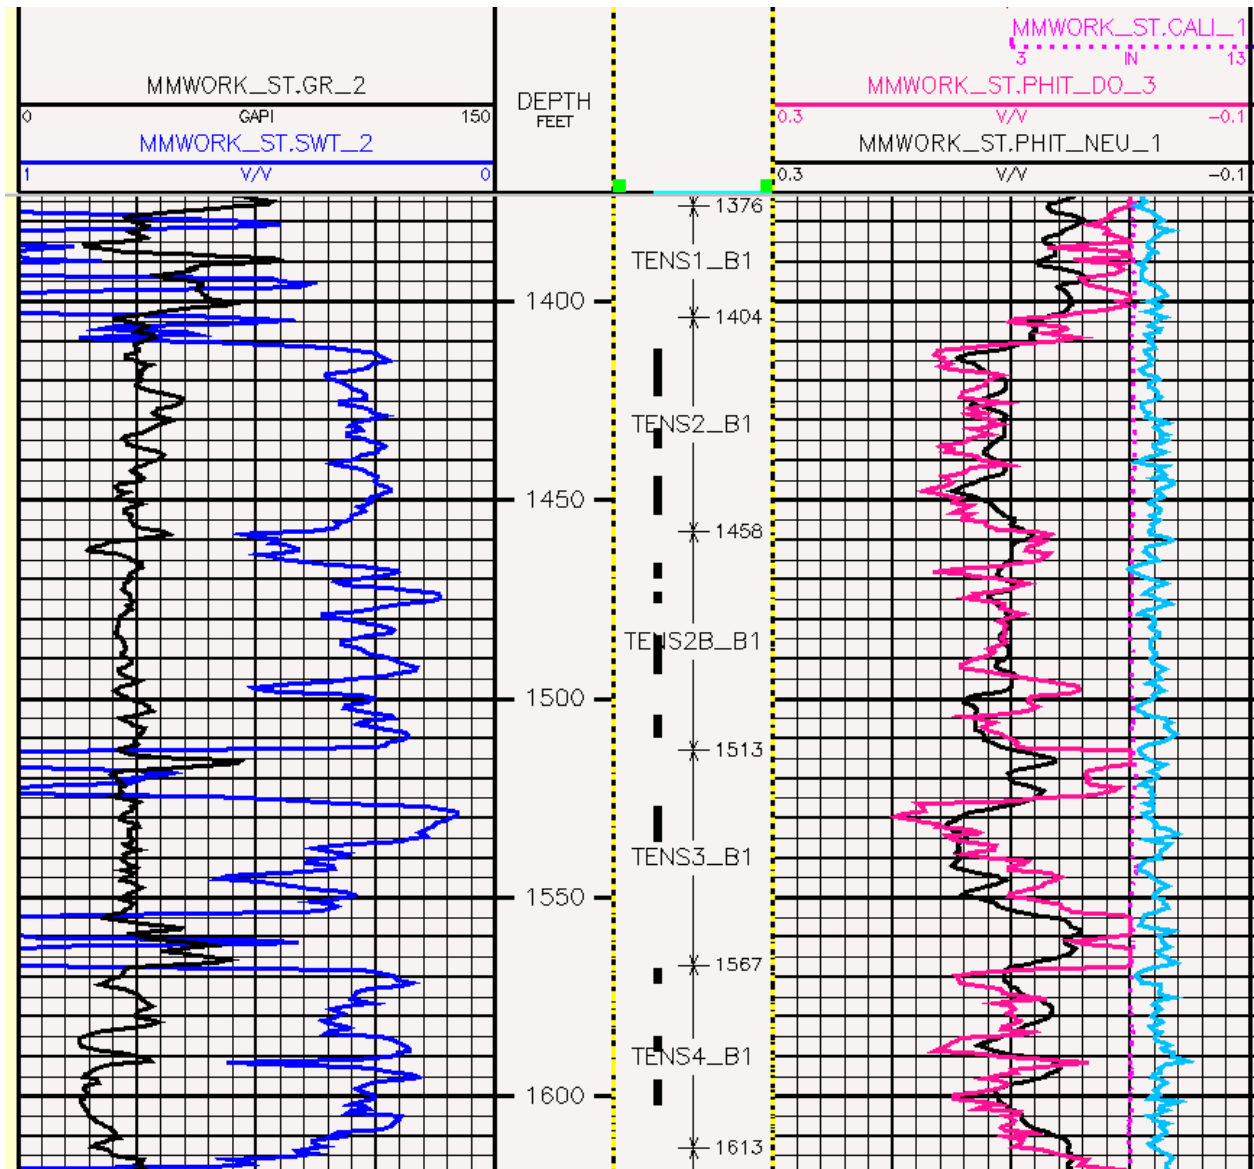 MMWORK_ST.CALI_1
3 IN 13
MMWORK_ST.GR_2
0 GAPI 150
MMWORK_ST.SWT_2
1 V/V 0
DEPTH
FEET
MMWORK_ST.PHIT_DO_3
0.3 V/V -0.1
MMWORK_ST.PHIT_NEU_1
0.3 V/V -0.1
1376
TENS1_B1
1400
1404
TENS2_B1
1450
1458
TENS2B_B1
1500
1513
TENS3_B1
1550
1567
TENS4_B1
1600
1613